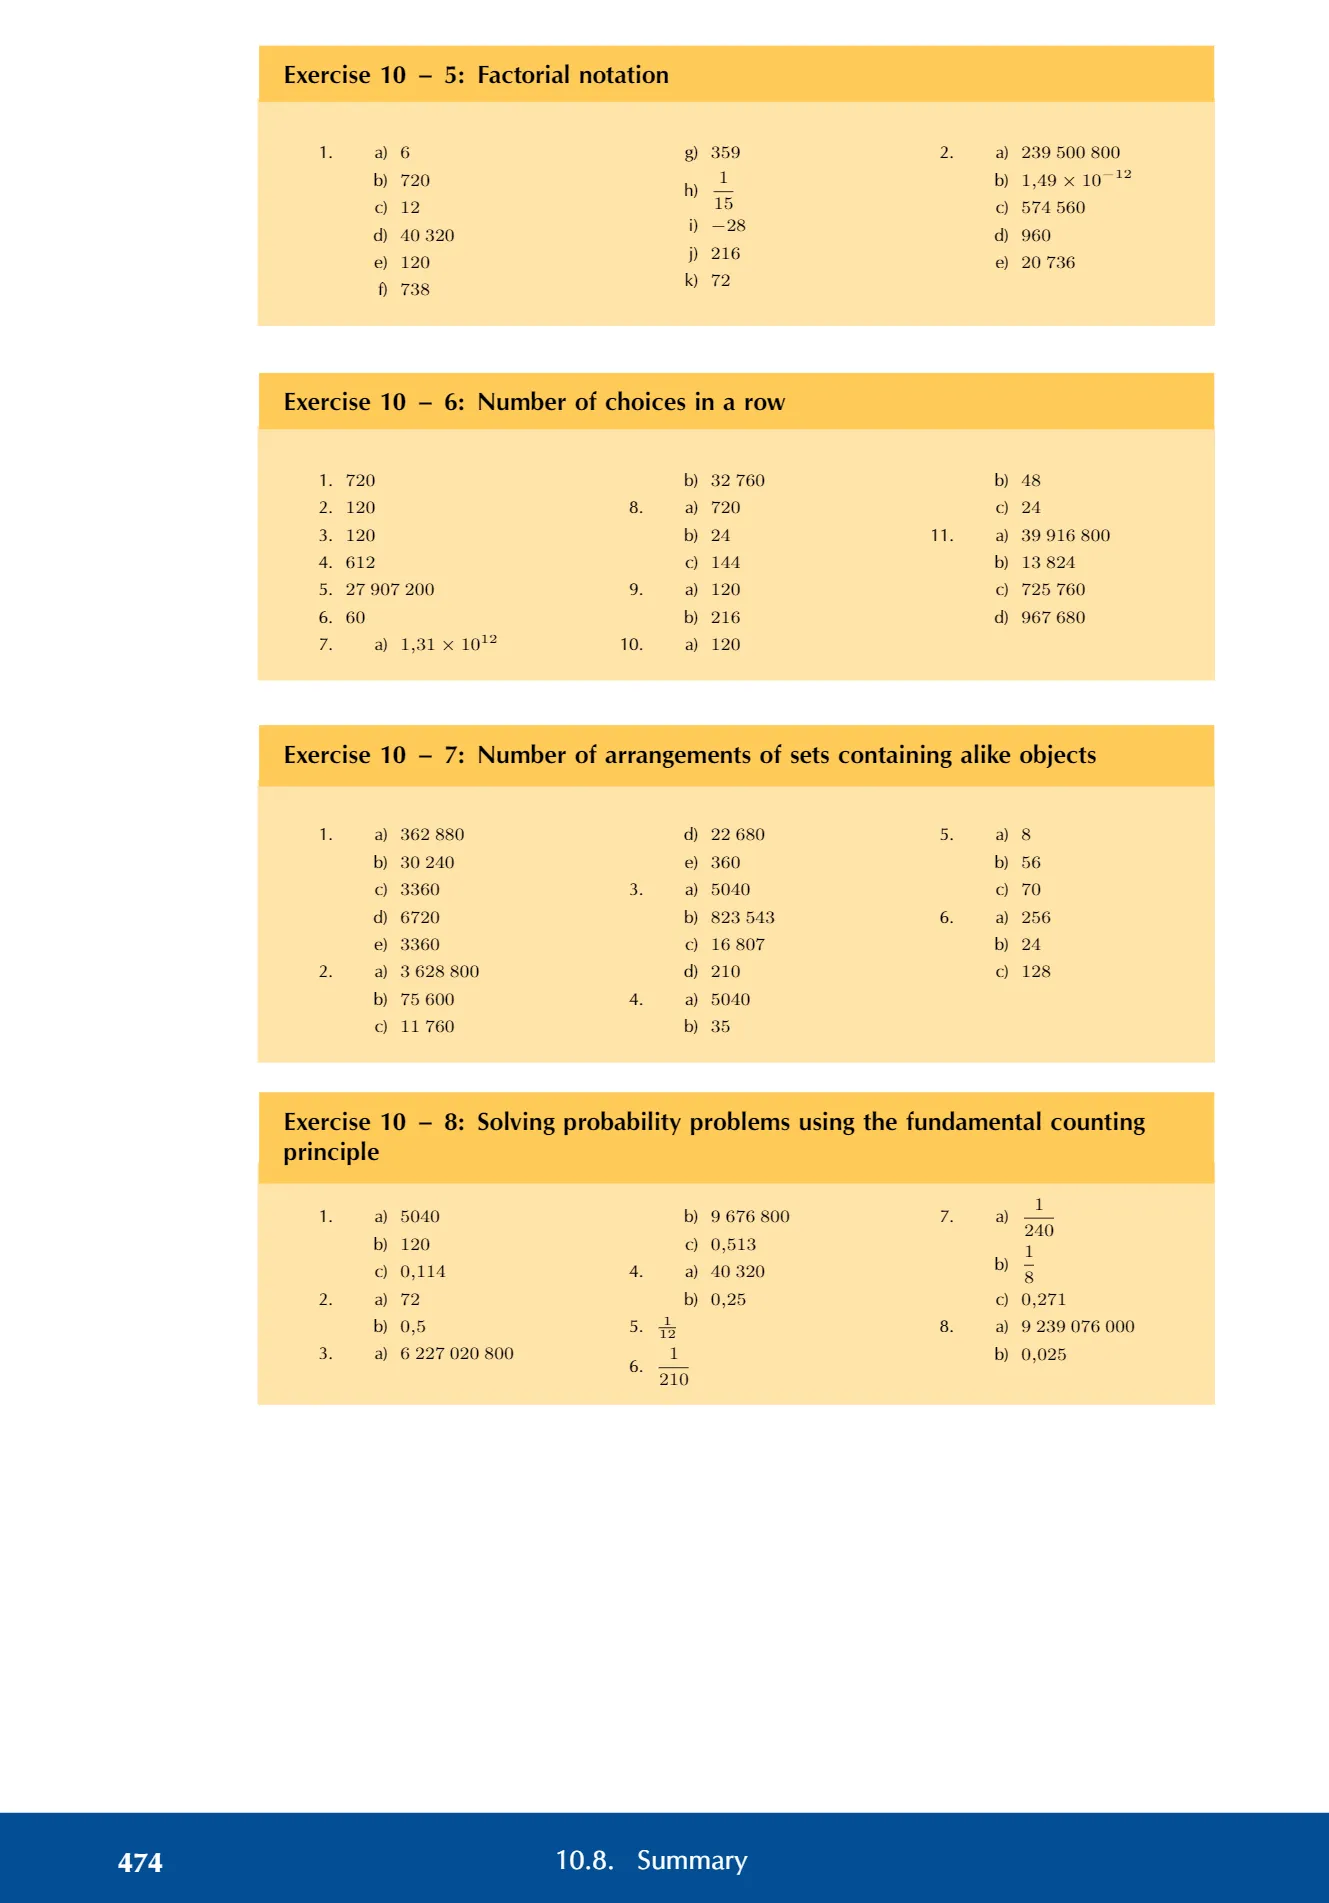 Exercise 10 – 5: Factorial notation
1. a) 6
b) 720
c) 12
d) 40 320
e) 120
f) 738
g) 359
h) 1/15
i) −28
j) 216
k) 72
2. a) 239 500 800
b) 1,49 × 10⁻¹²
c) 574 560
d) 960
e) 20 736
Exercise 10 – 6: Number of choices in a row
1. 720
2. 120
3. 120
4. 612
5. 27 907 200
6. 60
7. a) 1,31 × 10¹²
b) 32 760
8. a) 720
b) 24
c) 144
9. a) 120
b) 216
10. a) 120
b) 48
c) 24
11. a) 39 916 800
b) 13 824
c) 725 760
d) 967 680
Exercise 10 – 7: Number of arrangements of sets containing alike objects
1. a) 362 880
b) 30 240
c) 3360
d) 6720
e) 3360
2. a) 3 628 800
b) 75 600
c) 11 760
d) 22 680
e) 360
3. a) 5040
b) 823 543
c) 16 807
d) 210
4. a) 5040
b) 35
5. a) 8
b) 56
c) 70
6. a) 256
b) 24
c) 128
Exercise 10 – 8: Solving probability problems using the fundamental counting
principle
1. a) 5040
b) 120
c) 0,114
2. a) 72
b) 0,5
3. a) 6 227 020 800
b) 9 676 800
c) 0,513
4. a) 40 320
b) 0,25
5. 1/12
6. 1/210
7. a) 1/240
b) 1/8
c) 0,271
8. a) 9 239 076 000
b) 0,025
474 10.8. Summary